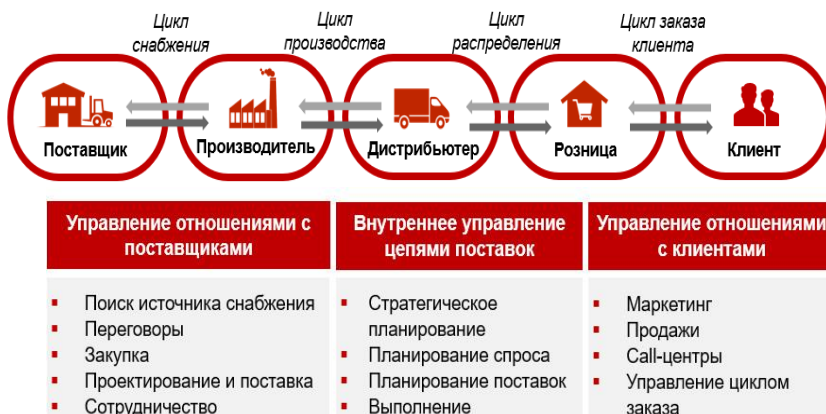 Цикл
снабжения
Цикл
производства
Цикл
распределения
Цикл заказа
клиента
Поставщик
Производитель
Дистрибьютер
Розница
Клиент
Управление отношениями с
поставщиками
Внутреннее управление
цепями поставок
Управление отношениями
с клиентами
Поиск источника снабжения
Переговоры
Закупка
Проектирование и поставка
Сотрудничество
Стратегическое
планирование
Планирование спроса
Планирование поставок
Выполнение
Маркетинг
Продажи
Call-центры
Управление циклом
заказа